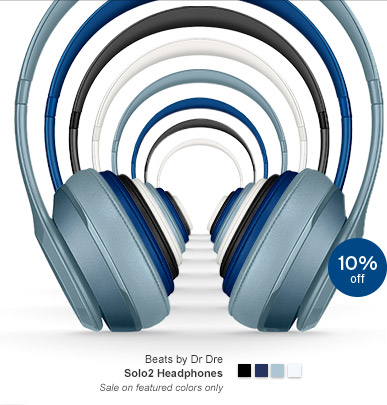 10%
off
Beats by Dr Dre
Solo2 Headphones
Sale on featured colors only